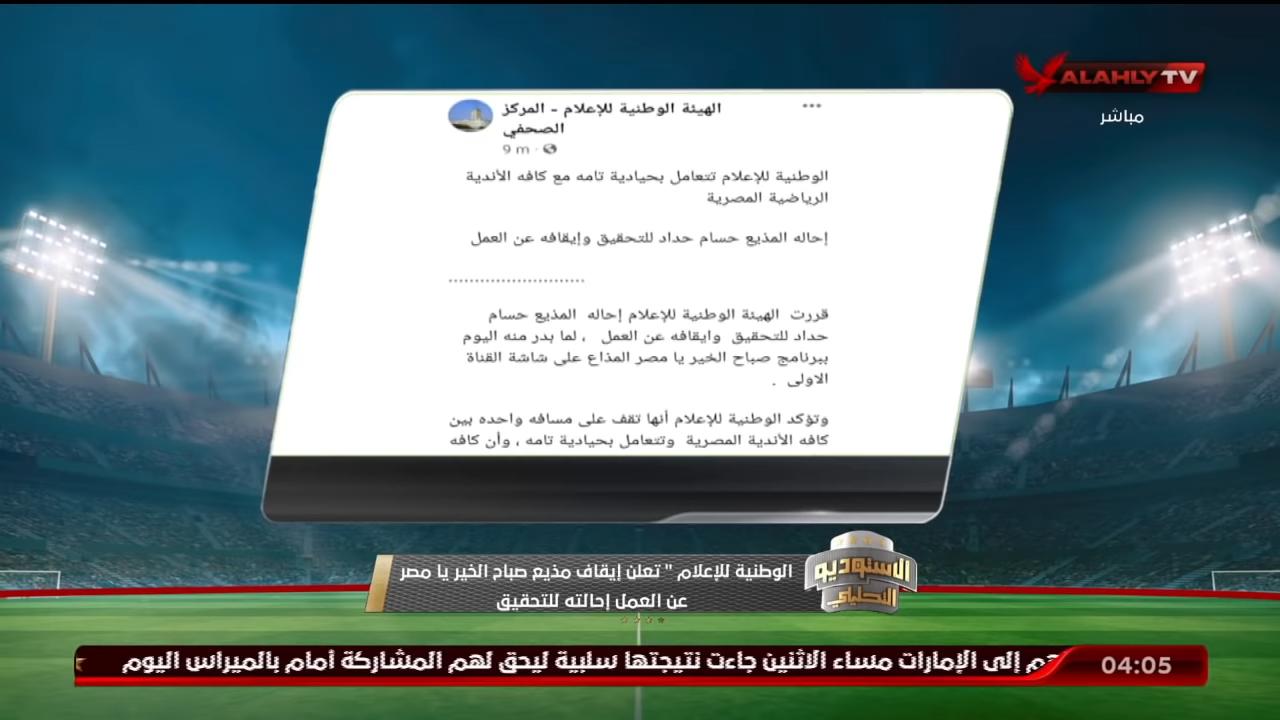 ALAHLY TV
مباشر
الهيئة الوطنية للإعلام - المركز
الصحفي
9 m
الوطنية للإعلام تتعامل بحيادية تامه مع كافه الأندية
الرياضية المصرية
إحاله المذيع حسام حداد للتحقيق وإيقافه عن العمل
..........................
قررت الهيئة الوطنية للإعلام إحاله المذيع حسام
حداد للتحقيق وايقافه عن العمل ، لما بدر منه اليوم
ببرنامج صباح الخير يا مصر المذاع على شاشة القناة
الاولى .
وتؤكد الوطنية للإعلام أنها تقف على مسافه واحده بين
كافه الأندية المصرية وتتعامل بحيادية تامه ، وأن كافه
الاستوديو
التحليلي
الوطنية للإعلام " تعلن إيقاف مذيع صباح الخير يا مصر
عن العمل إحالته للتحقيق
هم إلى الإمارات مساء الاثنين جاءت نتيجتها سلبية ليحق لهم المشاركة أمام بالميراس اليوم
04:05